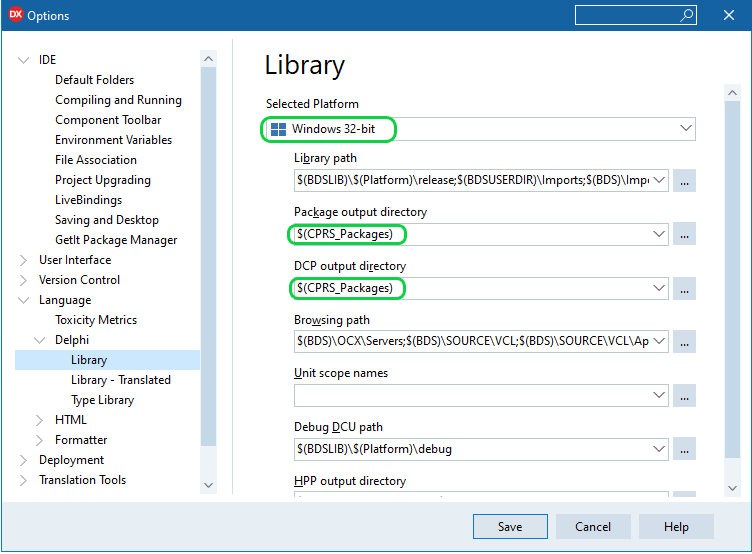 DX Options
IDE
Default Folders
Compiling and Running
Component Toolbar
Environment Variables
File Association
Project Upgrading
LiveBindings
Saving and Desktop
GetIt Package Manager
User Interface
Version Control
Language
Toxicity Metrics
Delphi
Library
Library - Translated
Type Library
HTML
Formatter
Deployment
Translation Tools
Library
Selected Platform
Windows 32-bit
Library path
$(BDSLIB)\$(Platform)\release;$(BDSUSERDIR)\Imports;$(BDS)\Impo
...
Package output directory
$(CPRS_Packages)
...
DCP output directory
$(CPRS_Packages)
...
Browsing path
$(BDS)\OCX\Servers;$(BDS)\SOURCE\VCL;$(BDS)\SOURCE\VCL\Ap
...
Unit scope names
...
Debug DCU path
$(BDSLIB)\$(Platform)\debug
...
HPP output directory
Save Cancel Help